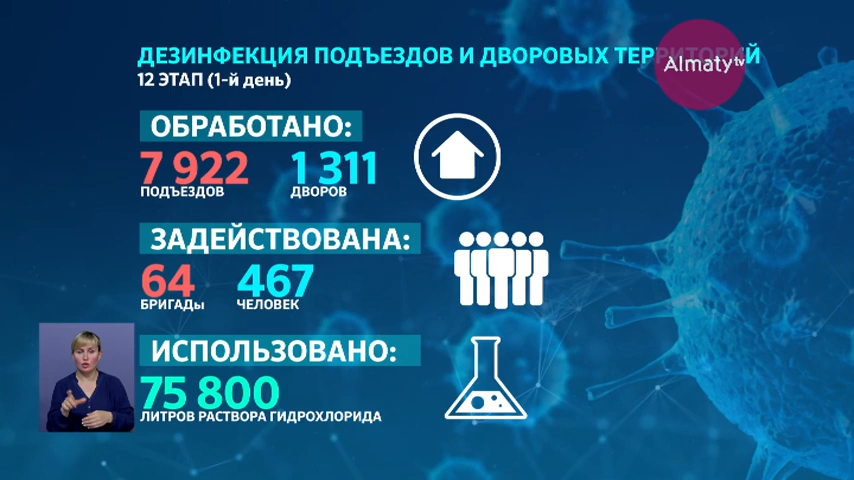 ДЕЗИНФЕКЦИЯ ПОДЪЕЗДОВ И ДВОРОВЫХ ТЕРРИТОРИЙ
Almaty tv
12 ЭТАП (1-й день)
ОБРАБОТАНО:
7 922 1 311
ПОДЪЕЗДОВ ДВОРОВ
ЗАДЕЙСТВОВАНА:
64 467
БРИГАДЫ ЧЕЛОВЕК
ИСПОЛЬЗОВАНО:
75 800
ЛИТРОВ РАСТВОРА ГИДРОХЛОРИДА